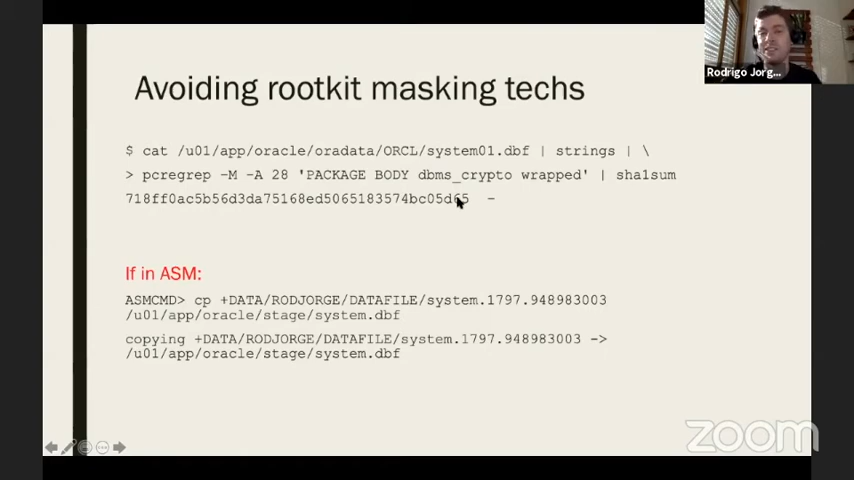 Avoiding rootkit masking techs
Rodrigo Jorg...
$ cat /u01/app/oracle/oradata/ORCL/system01.dbf | strings | \
> pcregrep -M -A 28 'PACKAGE BODY dbms_crypto wrapped' | sha1sum
718ff0ac5b56d3da75168ed5065183574bc05d65 -
If in ASM:
ASMCMD> cp +DATA/RODJORGE/DATAFILE/system.1797.948983003
/u01/app/oracle/stage/system.dbf
copying +DATA/RODJORGE/DATAFILE/system.1797.948983003 ->
/u01/app/oracle/stage/system.dbf
zoom